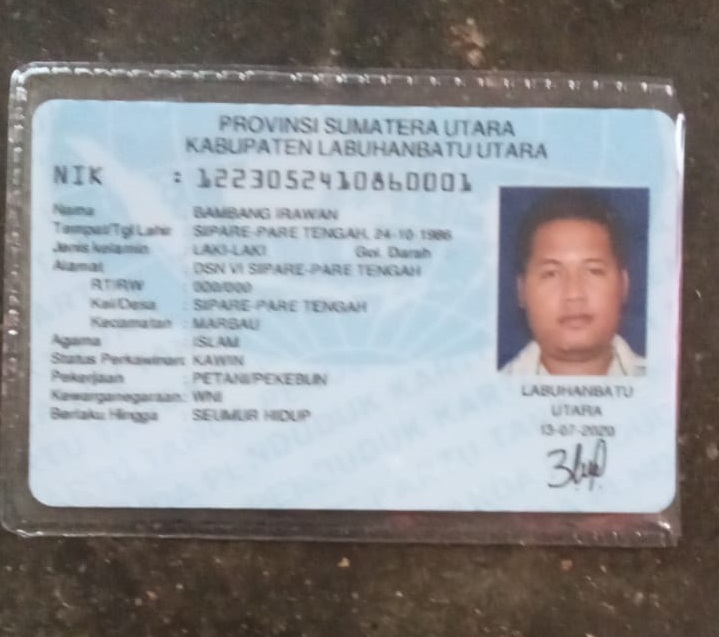 PROVINSI SUMATERA UTARA
KABUPATEN LABUHANBATU UTARA
NIK : 1223052410860001
Nama : BAMBANG IRAWAN
Tempat/Tgl Lahir : SIPARE-PARE TENGAH, 24-10-1986
Jenis kelamin : LAKI-LAKI Gol. Darah
Alamat : DSN VI SIPARE-PARE TENGAH
RT/RW : 000/000
Kel/Desa : SIPARE-PARE TENGAH
Kecamatan : MARBAU
Agama : ISLAM
Status Perkawinan: KAWIN
Pekerjaan : PETANI/PEKEBUN
Kewarganegaraan: WNI
Berlaku Hingga : SEUMUR HIDUP
LABUHANBATU
UTARA
13-07-2020